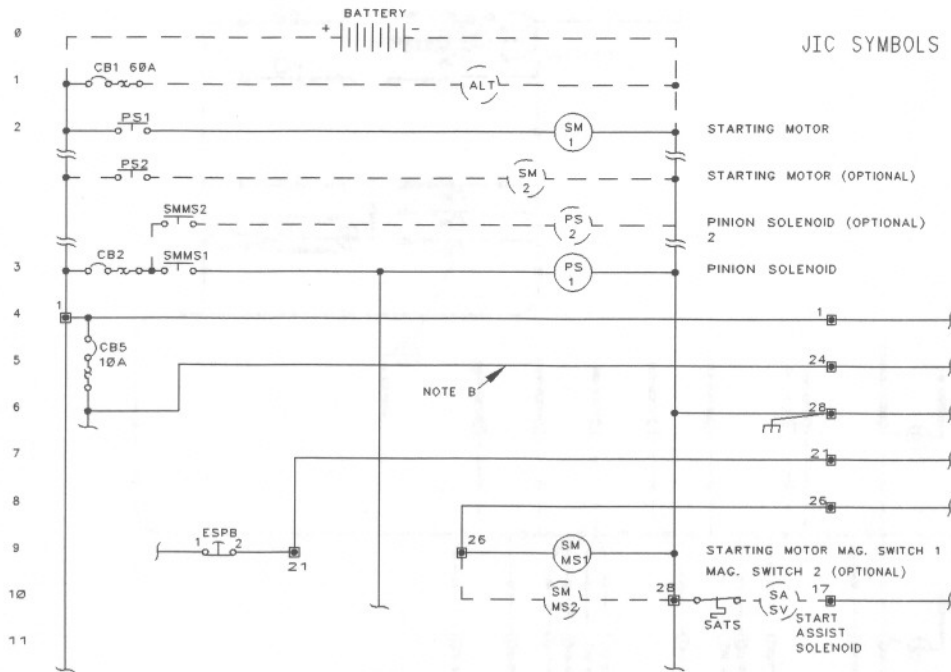 BATTERY
0 + -
JIC SYMBOLS
CB1 60A
1 ALT
PS1
2 SM 1 STARTING MOTOR
PS2
SM 2 STARTING MOTOR (OPTIONAL)
SMMS2
PS 2 PINION SOLENOID (OPTIONAL)
2
CB2 SMMS1
3 PS 1 PINION SOLENOID
4 1 1
CB5
10A
5 24
NOTE B
6 28
7 21
8 26
ESPB
1 2
9 21 26 SM MS1 STARTING MOTOR MAG. SWITCH 1
MAG. SWITCH 2 (OPTIONAL)
10 SM MS2 28 SATS SA SV 17
START
ASSIST
SOLENOID
11